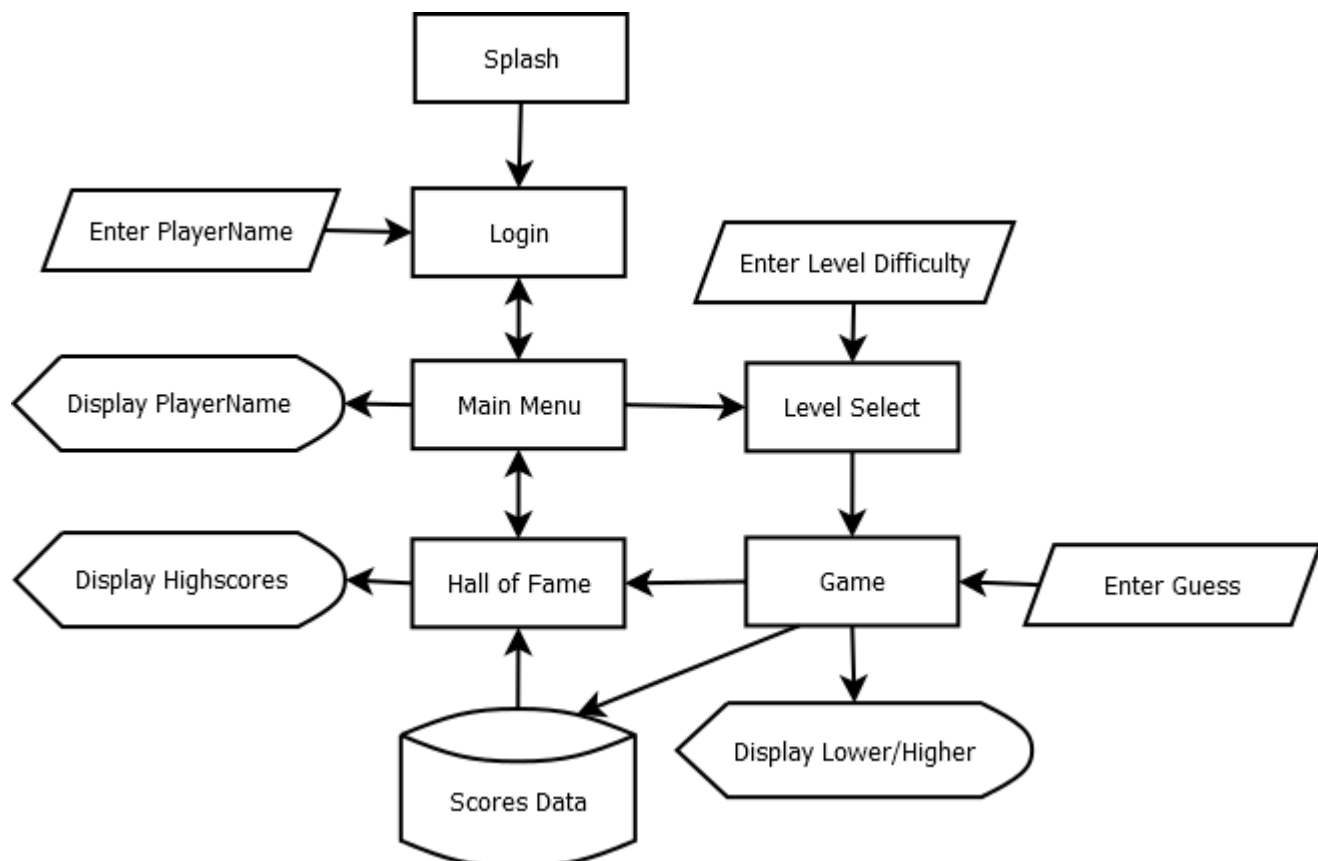 Splash
Enter PlayerName
Login
Enter Level Difficulty
Display PlayerName
Main Menu
Level Select
Display Highscores
Hall of Fame
Game
Enter Guess
Display Lower/Higher
Scores Data